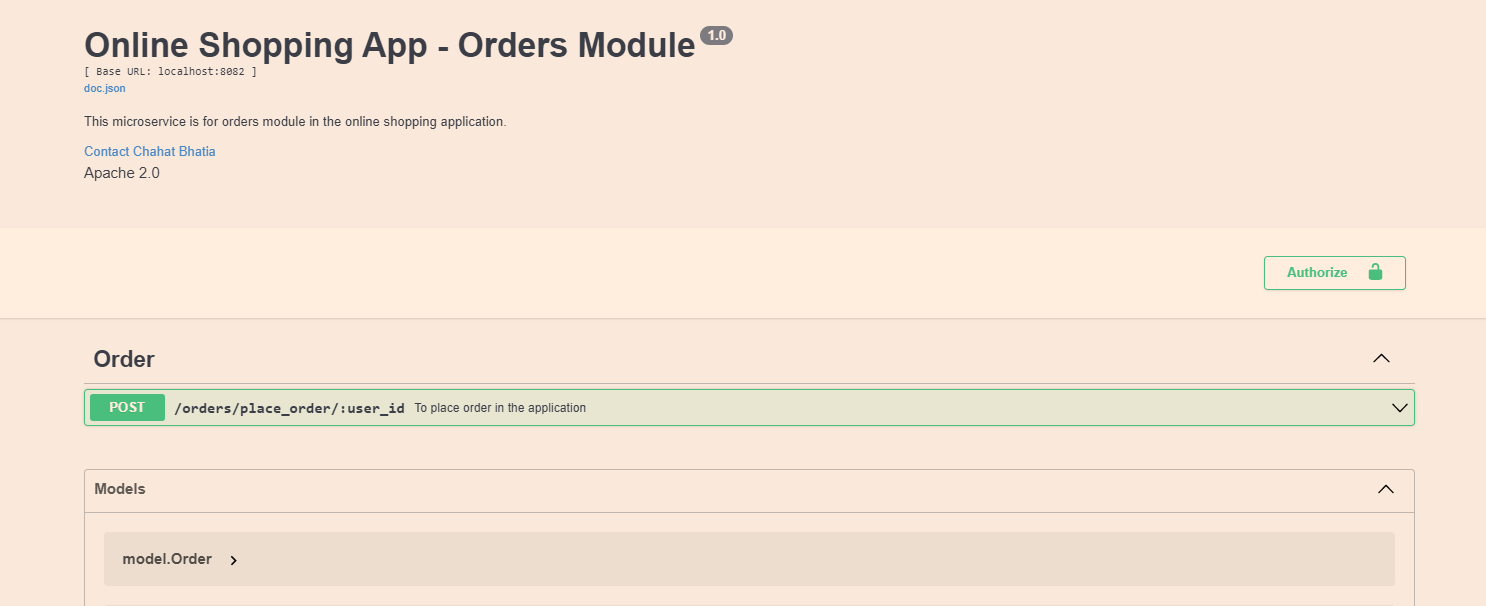 Online Shopping App - Orders Module 1.0
[ Base URL: localhost:8082 ]
doc.json
This microservice is for orders module in the online shopping application.
Contact Chahat Bhatia
Apache 2.0
Authorize
Order
POST /orders/place_order/:user_id To place order in the application
Models
model.Order